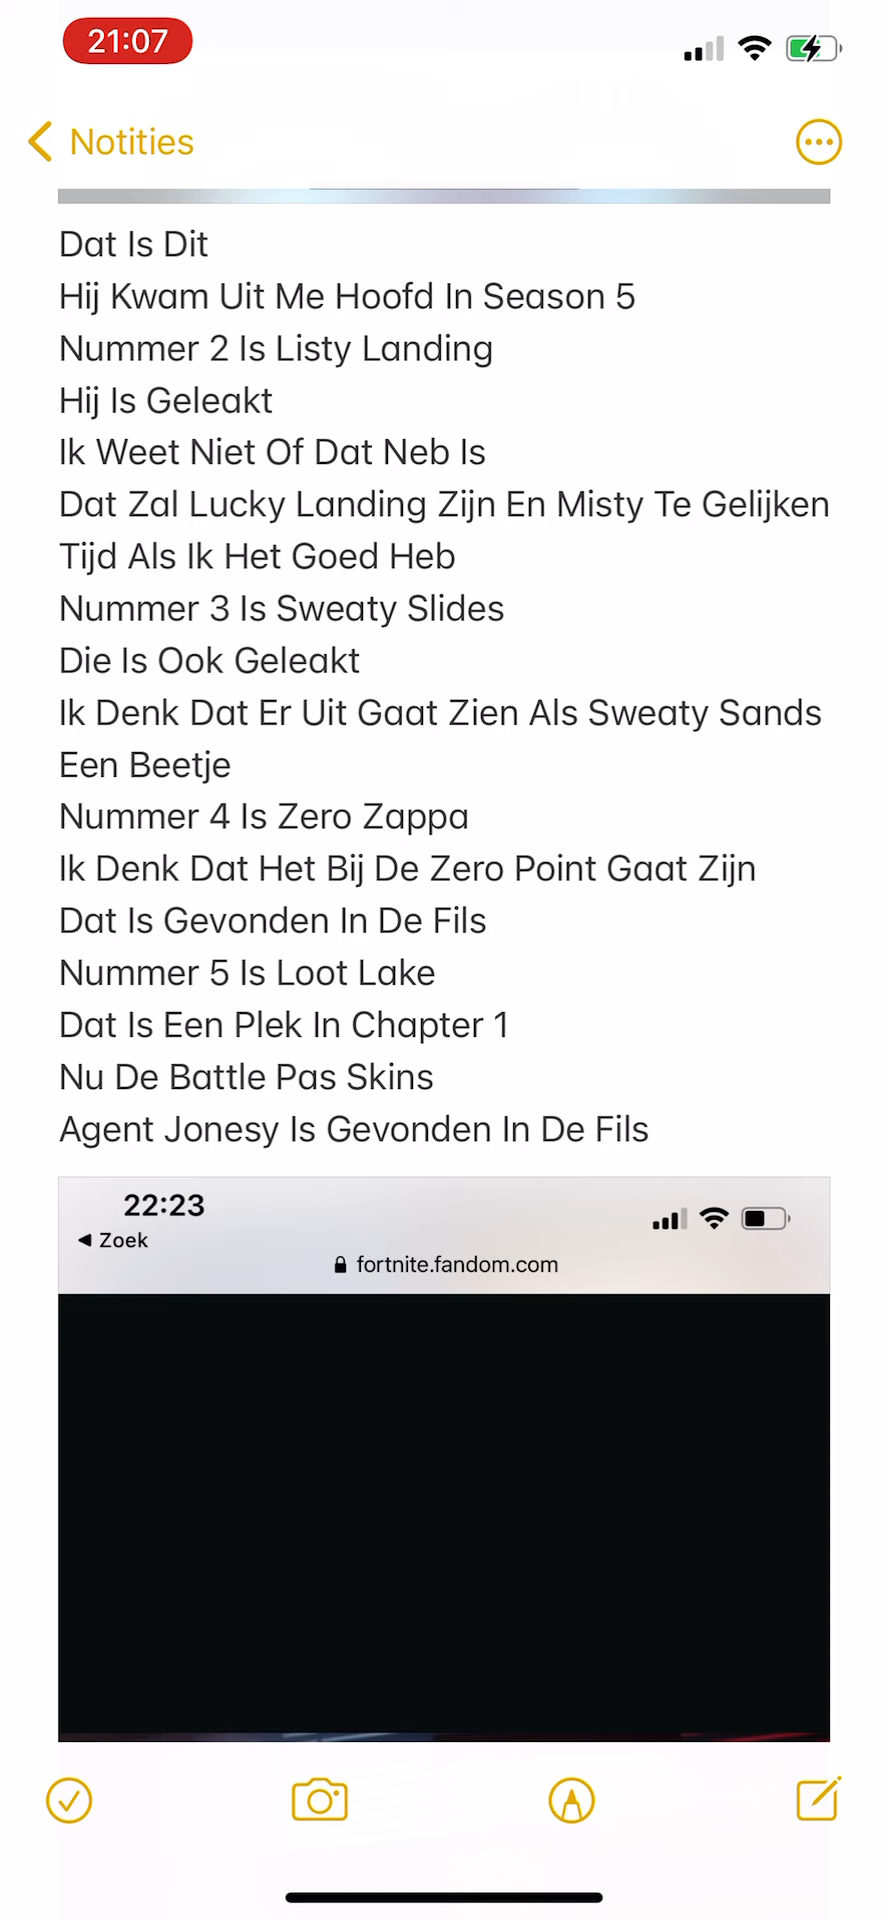 21:07
Notities
Dat Is Dit
Hij Kwam Uit Me Hoofd In Season 5
Nummer 2 Is Listy Landing
Hij Is Geleakt
Ik Weet Niet Of Dat Neb Is
Dat Zal Lucky Landing Zijn En Misty Te Gelijken
Tijd Als Ik Het Goed Heb
Nummer 3 Is Sweaty Slides
Die Is Ook Geleakt
Ik Denk Dat Er Uit Gaat Zien Als Sweaty Sands
Een Beetje
Nummer 4 Is Zero Zappa
Ik Denk Dat Het Bij De Zero Point Gaat Zijn
Dat Is Gevonden In De Fils
Nummer 5 Is Loot Lake
Dat Is Een Plek In Chapter 1
Nu De Battle Pas Skins
Agent Jonesy Is Gevonden In De Fils
22:23
Zoek
fortnite.fandom.com